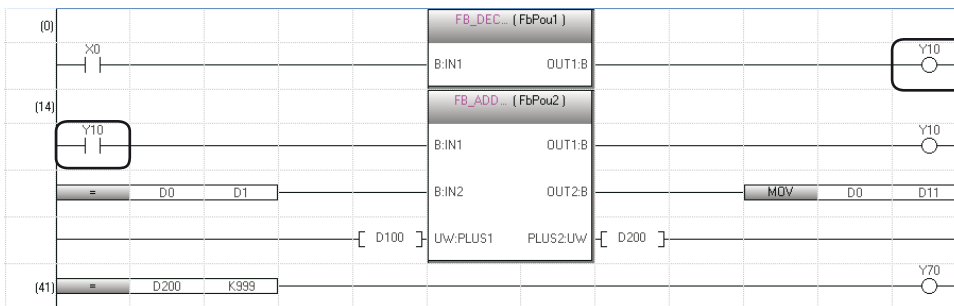 (0) FB_DEC... (FbPou1)
X0 Y10
B:IN1 OUT1:B
(14) FB_ADD... (FbPou2)
Y10 Y10
B:IN1 OUT1:B
= D0 D1 B:IN2 OUT2:B MOV D0 D11
D100 UW:PLUS1 PLUS2:UW D200
Y70
(41) = D200 K999